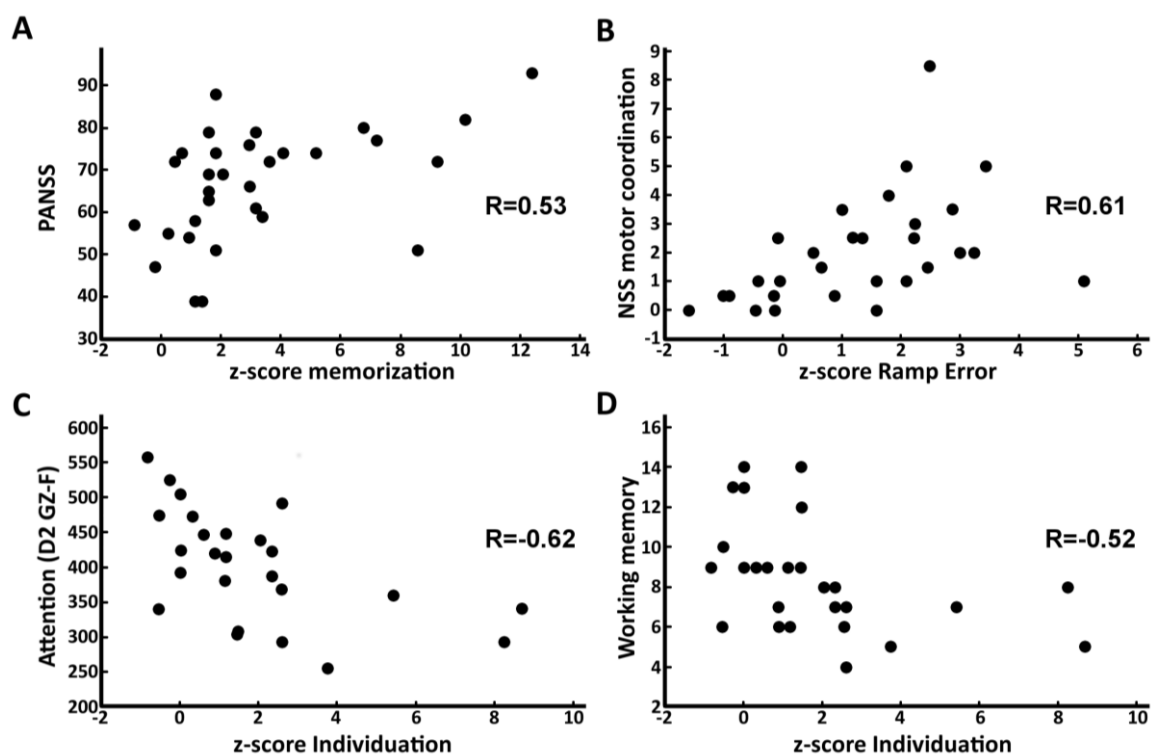 A
PANSS
90
80
70
60
50
40
30
-2 0 2 4 6 8 10 12 14
z-score memorization
R=0.53
B
NSS motor coordination
9
8
7
6
5
4
3
2
1
0
-1
-2 -1 0 1 2 3 4 5 6
z-score Ramp Error
R=0.61
C
Attention (D2 GZ-F)
600
550
500
450
400
350
300
250
200
-2 0 2 4 6 8 10
z-score Individuation
R=-0.62
D
Working memory
16
14
12
10
8
6
4
2
-2 0 2 4 6 8 10
z-score Individuation
R=-0.52